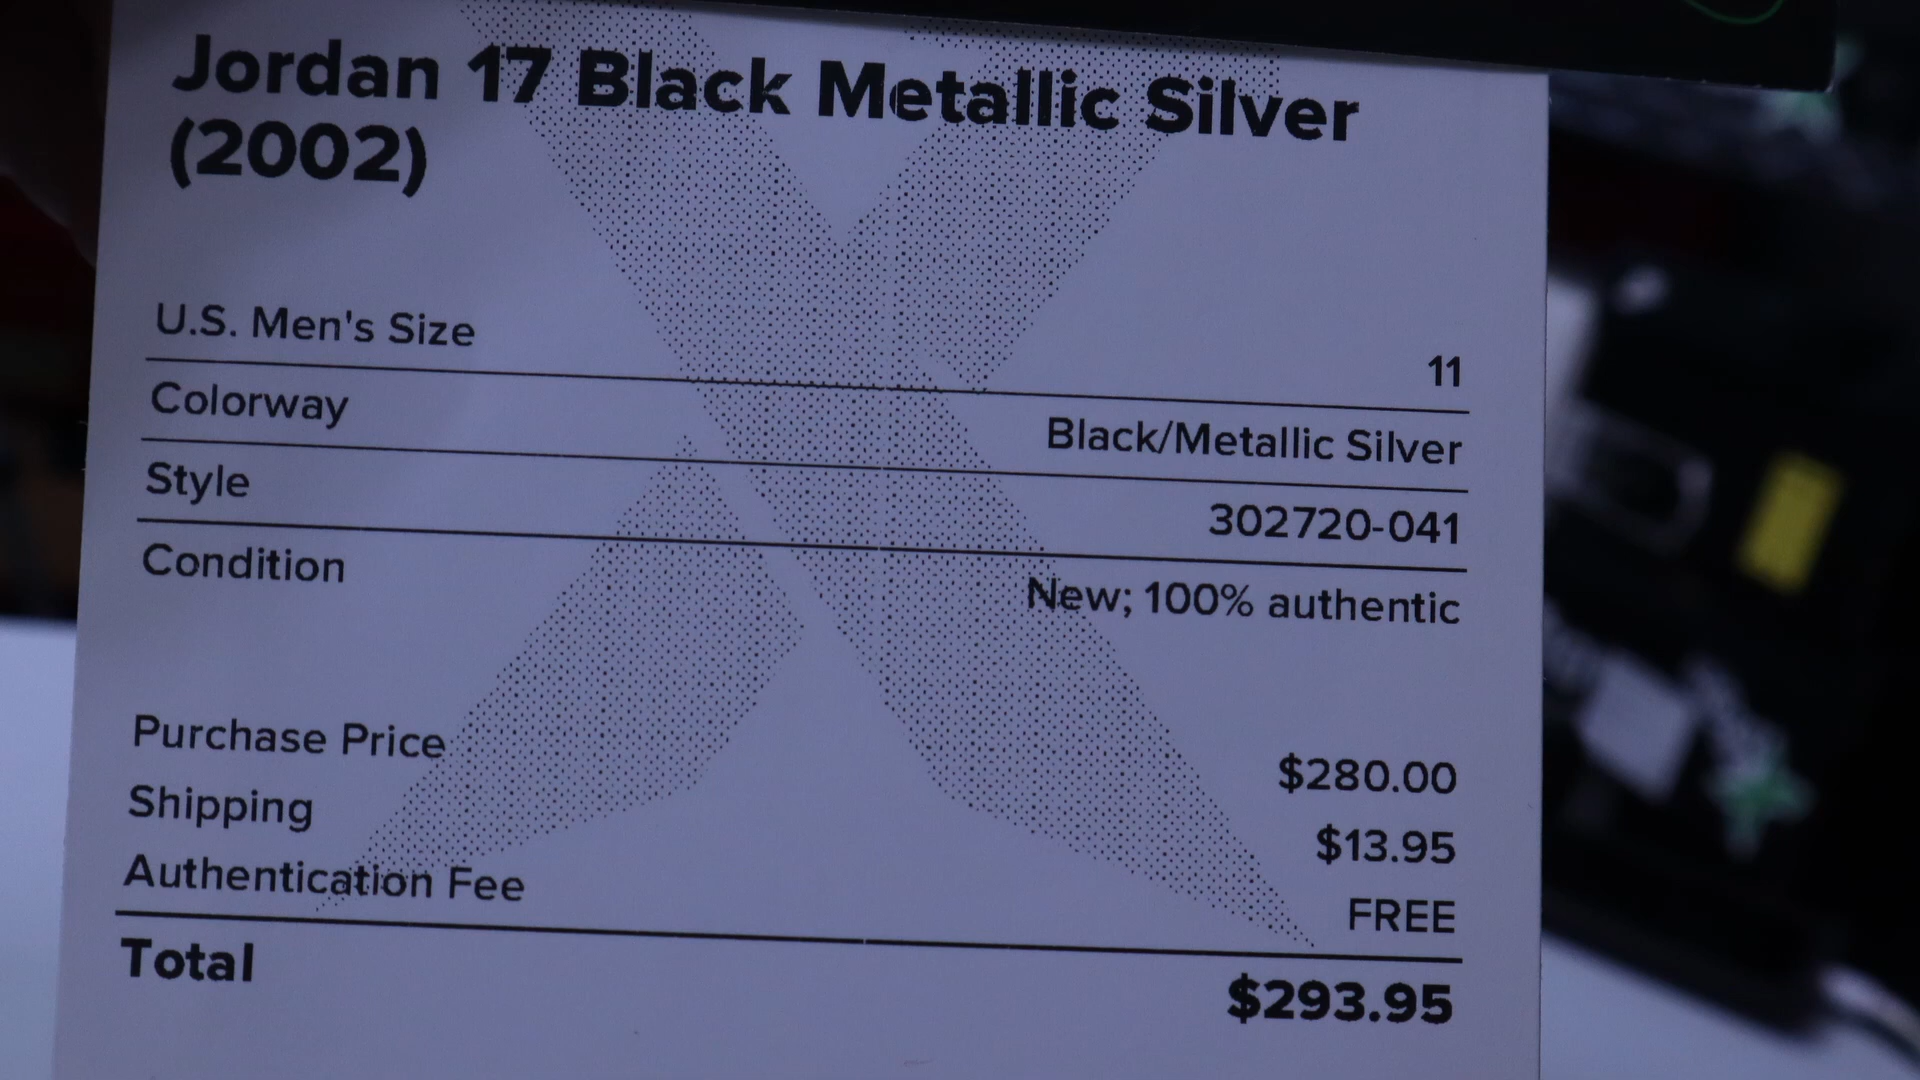 Jordan 17 Black Metallic Silver
(2002)
U.S. Men's Size 11
Colorway Black/Metallic Silver
Style 302720-041
Condition New; 100% authentic
Purchase Price $280.00
Shipping $13.95
Authentication Fee FREE
Total $293.95